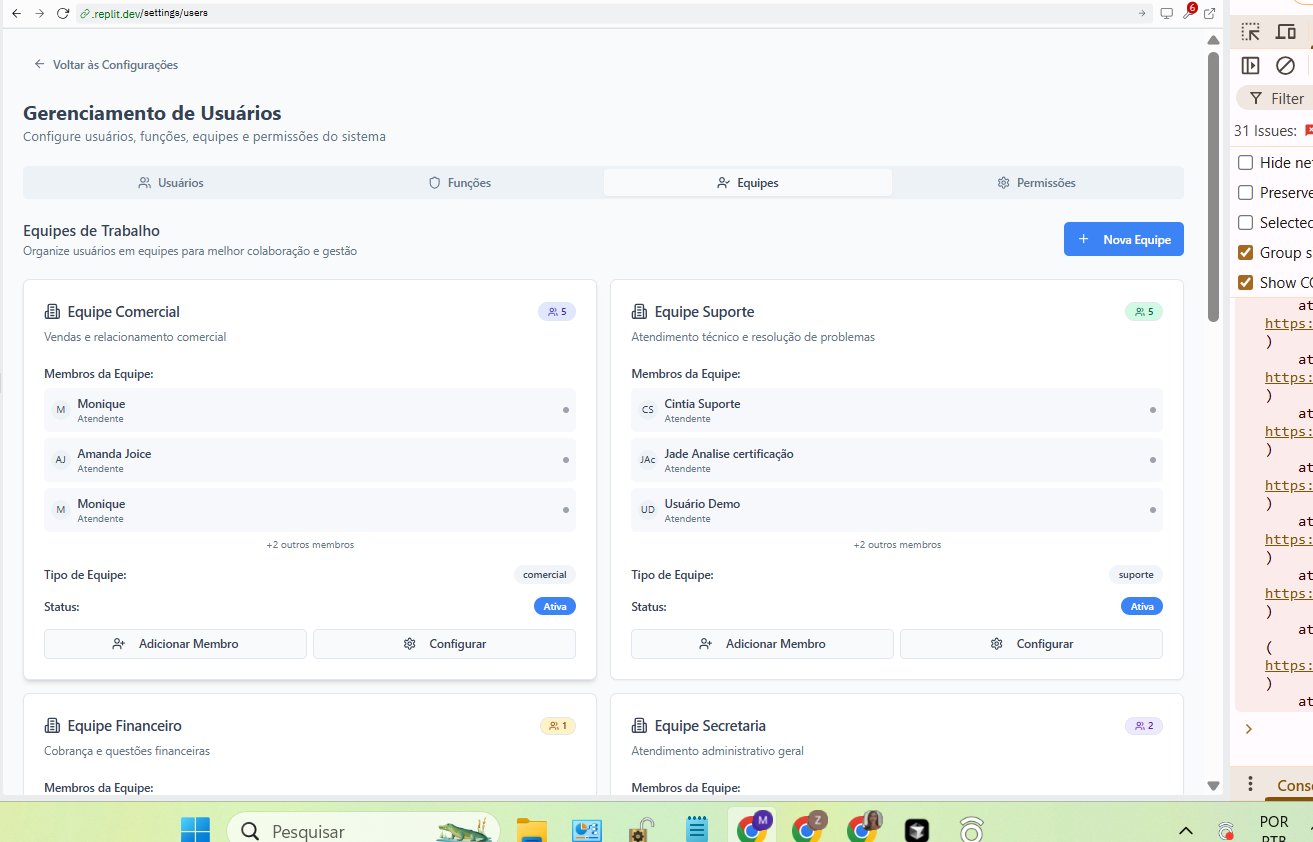 .replit.dev/settings/users
6
Voltar às Configurações
Gerenciamento de Usuários
Configure usuários, funções, equipes e permissões do sistema
Usuários
Funções
Equipes
Permissões
Equipes de Trabalho
Organize usuários em equipes para melhor colaboração e gestão
+ Nova Equipe
Equipe Comercial
5
Vendas e relacionamento comercial
Membros da Equipe:
M
Monique
Atendente
AJ
Amanda Joice
Atendente
M
Monique
Atendente
+2 outros membros
Tipo de Equipe:
comercial
Status:
Ativa
Adicionar Membro
Configurar
Equipe Suporte
5
Atendimento técnico e resolução de problemas
Membros da Equipe:
CS
Cintia Suporte
Atendente
JAc
Jade Analise certificação
Atendente
UD
Usuário Demo
Atendente
+2 outros membros
Tipo de Equipe:
suporte
Status:
Ativa
Adicionar Membro
Configurar
Equipe Financeiro
1
Cobrança e questões financeiras
Membros da Equipe:
Equipe Secretaria
2
Atendimento administrativo geral
Membros da Equipe:
Filter
31 Issues:
Hide ne
Preserve
Selected
Group s
Show CO
at
https:
)
at
https:
)
at
https:
)
at
https:
)
at
https:
)
at
https:
)
at
(
https:
)
at
Conso
Pesquisar
M
Z
POR
PTB